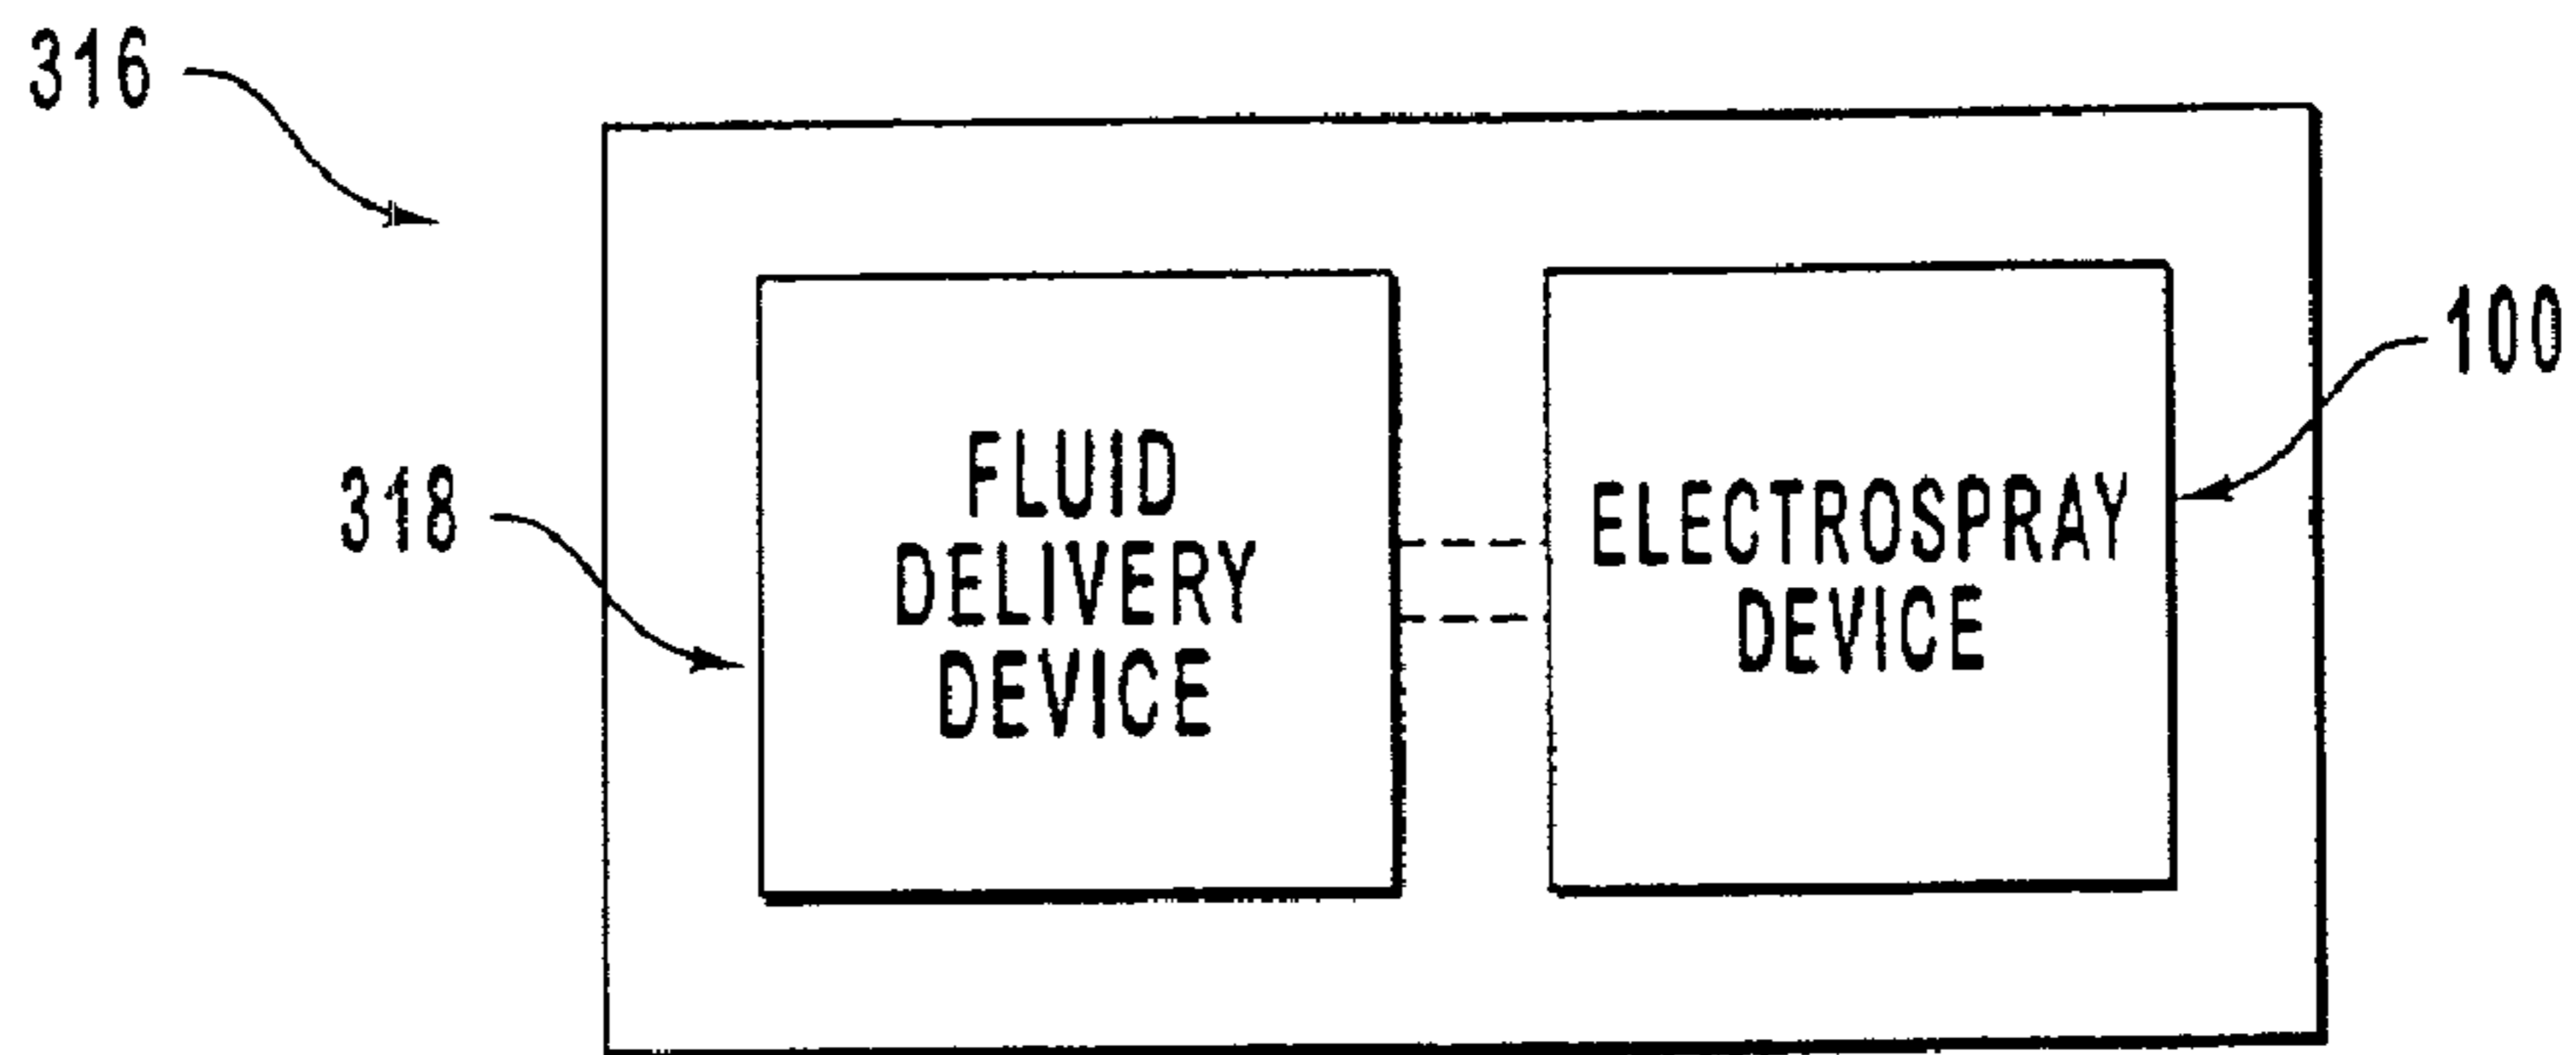 316
100
318
FLUID
DELIVERY
DEVICE
ELECTROSPRAY
DEVICE